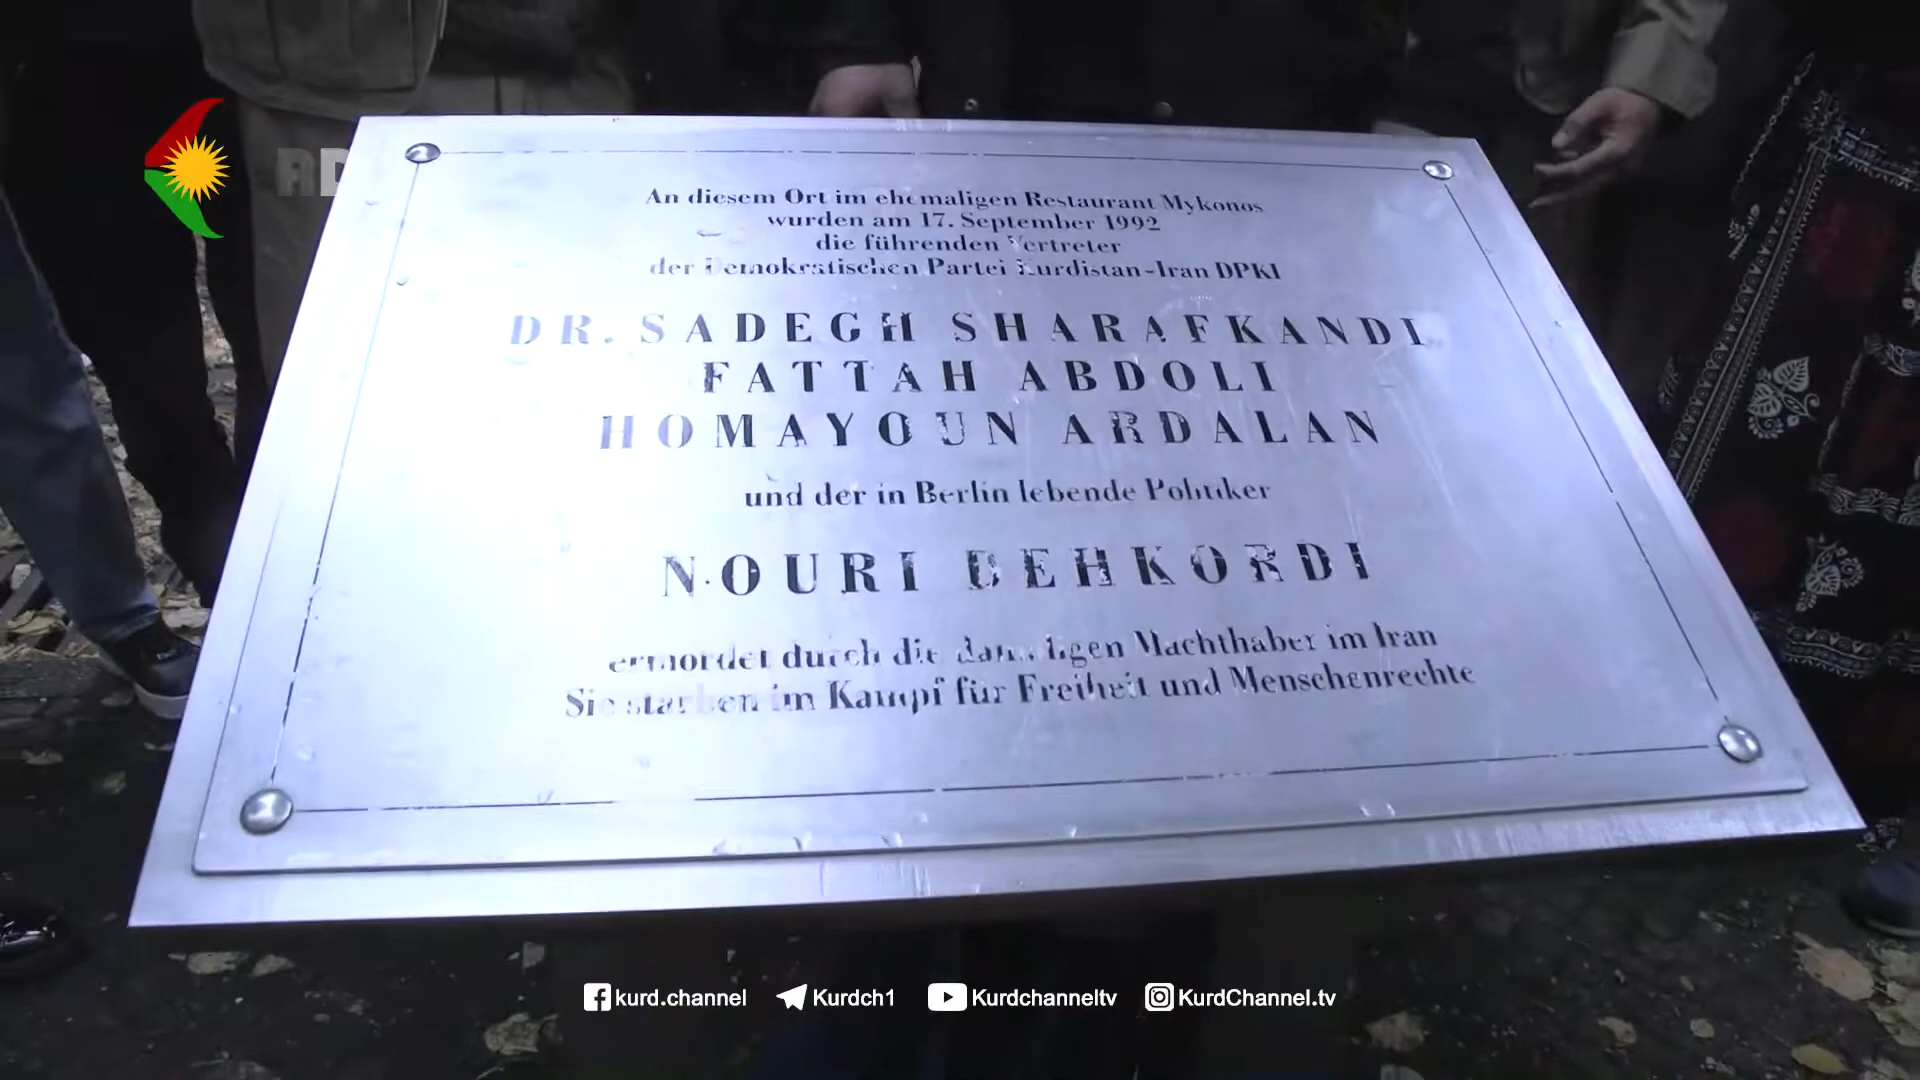 An diesem Ort im ehemaligen Restaurant Mykonos
wurden am 17. September 1992
die führenden Vertreter
der Demokratischen Partei Kurdistan-Iran DPKI
DR. SADEGH SHARAFKANDI
FATTAH ABDOLI
HOMAYOUN ARDALAN
und der in Berlin lebende Politiker
NOURI DEHKORDI
ermordet durch die damaligen Machthaber im Iran
Sie starben im Kampf für Freiheit und Menschenrechte
kurd.channel Kurdch1 Kurdchanneltv KurdChannel.tv